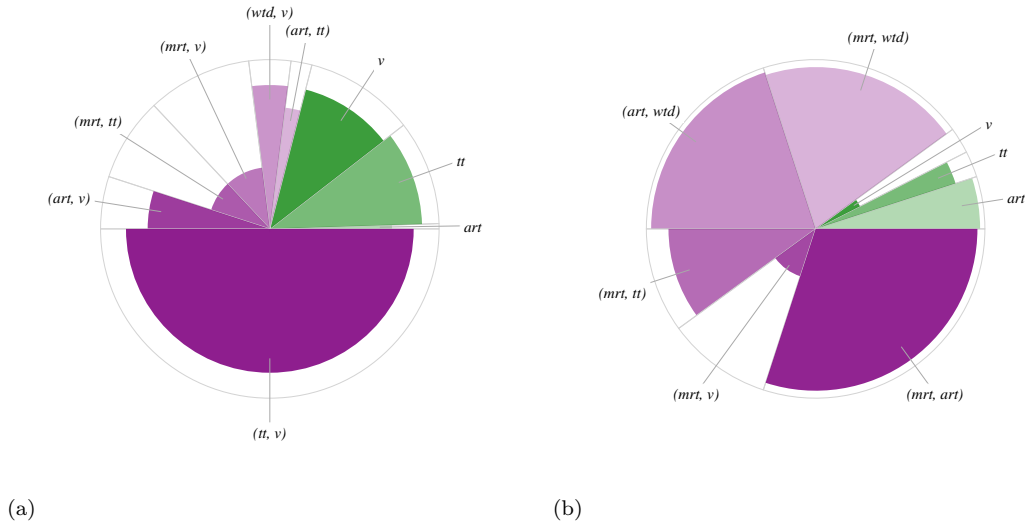 (wtd, v)
(art, tt)
(mrt, v)
v
(mrt, tt)
tt
(art, v)
art
(tt, v)
(a)
(mrt, wtd)
(art, wtd)
v
tt
art
(mrt, tt)
(mrt, v)
(mrt, art)
(b)